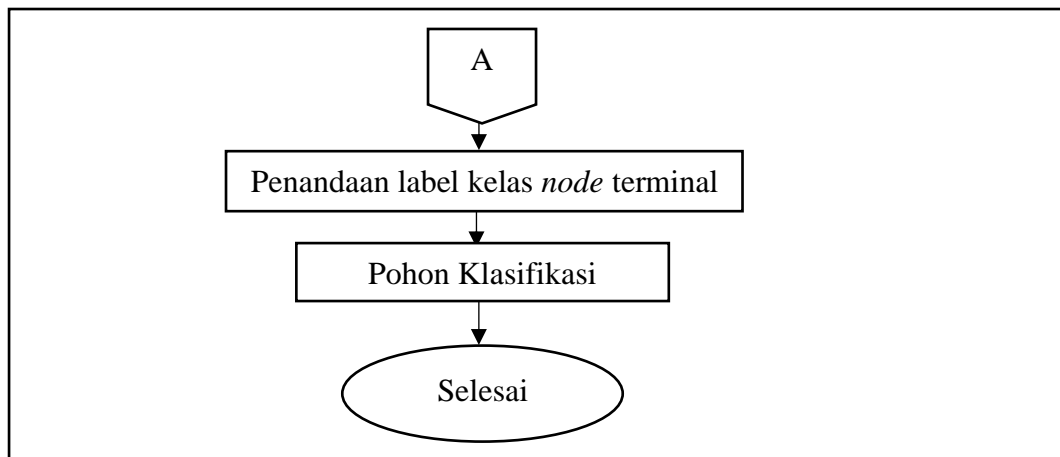 A
Penandaan label kelas node terminal
Pohon Klasifikasi
Selesai